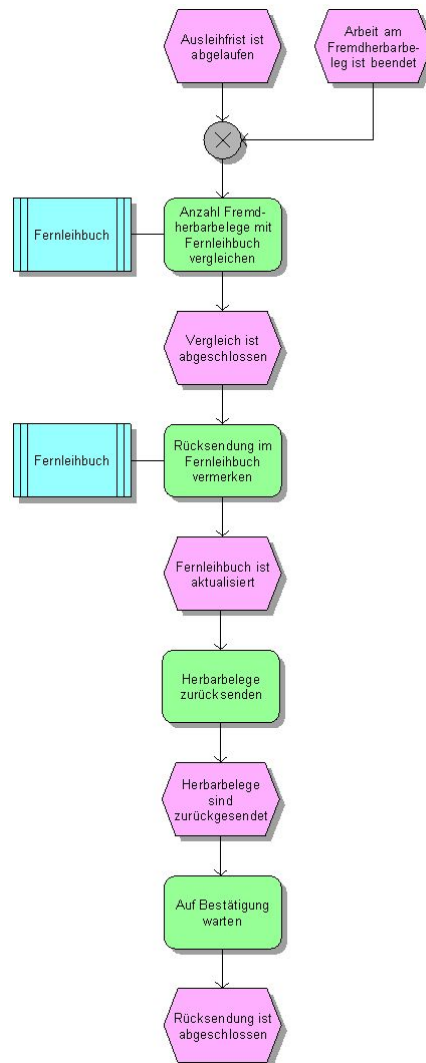 Ausleihfrist ist
abgelaufen
Arbeit am
Fremdherbarbe-
leg ist beendet
Fernleihbuch
Anzahl Fremd-
herbarbelege mit
Fernleihbuch
vergleichen
Vergleich ist
abgeschlossen
Fernleihbuch
Rücksendung im
Fernleihbuch
vermerken
Fernleihbuch ist
aktualisiert
Herbarbelege
zurücksenden
Herbarbelege
sind
zurückgesendet
Auf Bestätigung
warten
Rücksendung ist
abgeschlossen